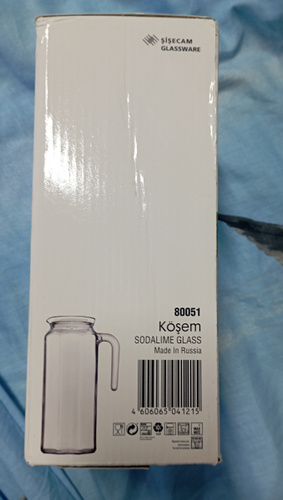 ŞİŞECAM
GLASSWARE
80051
Köşem
SODALIME GLASS
Made In Russia
4 606065 041215